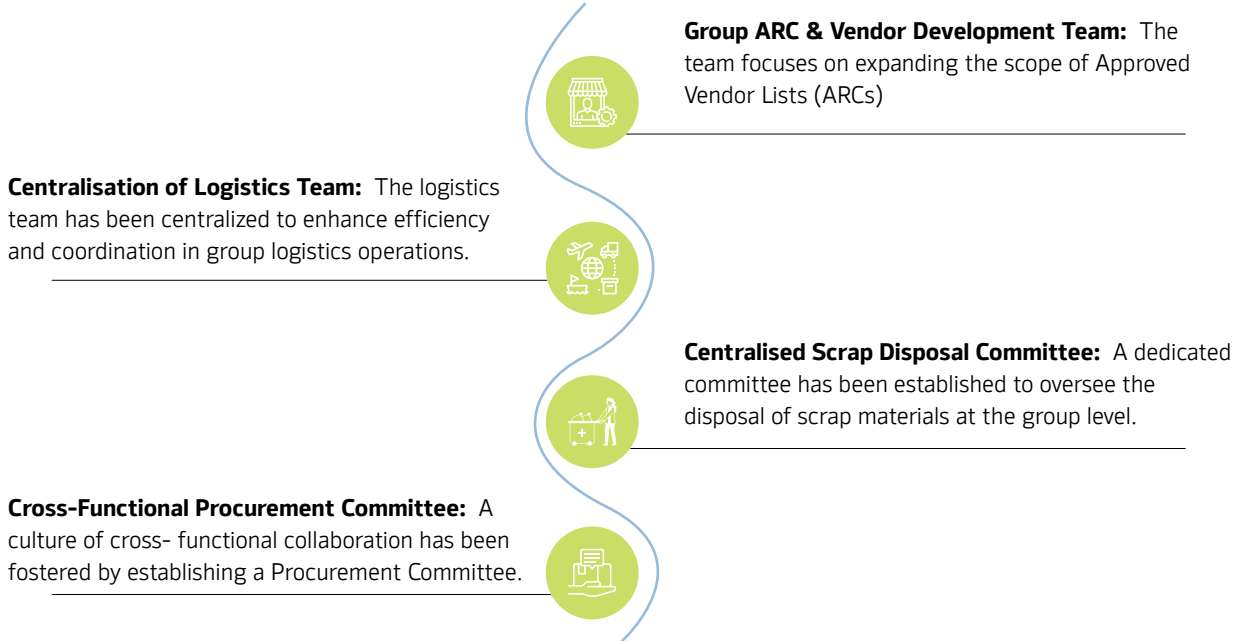 Group ARC & Vendor Development Team: The
team focuses on expanding the scope of Approved
Vendor Lists (ARCs)
Centralisation of Logistics Team: The logistics
team has been centralized to enhance efficiency
and coordination in group logistics operations.
Centralised Scrap Disposal Committee: A dedicated
committee has been established to oversee the
disposal of scrap materials at the group level.
Cross-Functional Procurement Committee: A
culture of cross- functional collaboration has been
fostered by establishing a Procurement Committee.